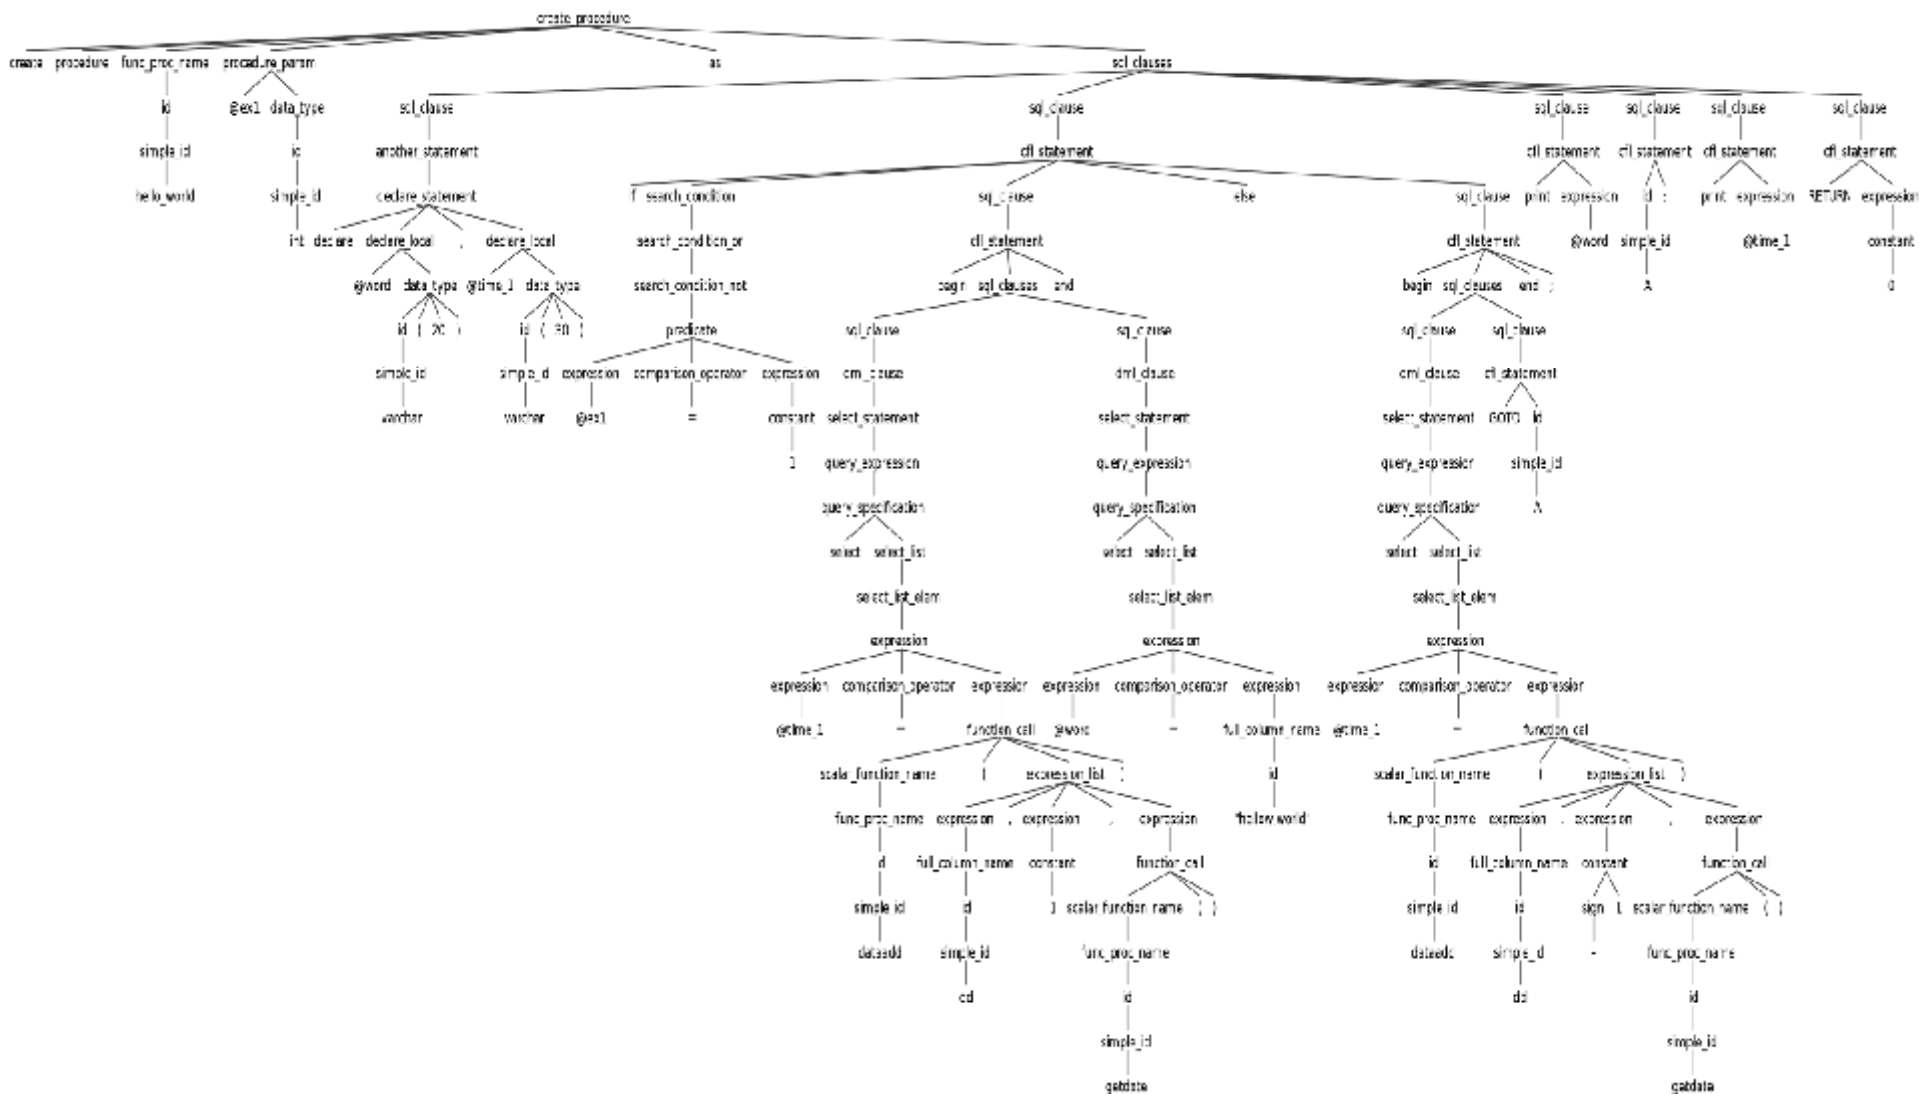 create_procedure
create procedure func_proc_name procedure_param as sql_clauses
id @ex1 data_type sql_clause sql_clause sql_clause sql_clause sql_clause sql_clause
simple_id id another_statement cfl_statement cfl_statement cfl_statement cfl_statement cfl_statement
hello_world simple_id declare_statement if search_condition sql_clause else sql_clause print expression id : print expression RETURN expression
int declare declare_local , declare_local search_condition_or cfl_statement cfl_statement @word simple_id @time_1 constant
@word data_type @time_1 data_type search_condition_not begin sql_clauses end begin sql_clauses end ; A 0
id ( 20 ) id ( 30 ) predicate sql_clause sql_clause sql_clause sql_clause
simple_id simple_id expression comparison_operator expression dml_clause dml_clause dml_clause cfl_statement
varchar varchar @ex1 = constant select_statement select_statement select_statement GOTO id
1 query_expression query_expression query_expression simple_id
query_specification query_specification query_specification A
select select_list select select_list select select_list
select_list_elem select_list_elem select_list_elem
expression expression expression
expression comparison_operator expression expression comparison_operator expression expression comparison_operator expression
@time_1 = function_call @word = full_column_name @time_1 = function_call
scalar_function_name ( expression_list ) id scalar_function_name ( expression_list )
func_proc_name expression , expression , expression "hallow world" func_proc_name expression , expression , expression
id full_column_name constant function_call id full_column_name constant function_call
simple_id id 1 scalar_function_name ( ) simple_id id sign 1 scalar_function_name ( )
dataadd simple_id func_proc_name dataadd simple_id - func_proc_name
dd id dd id
simple_id simple_id
getdate getdate